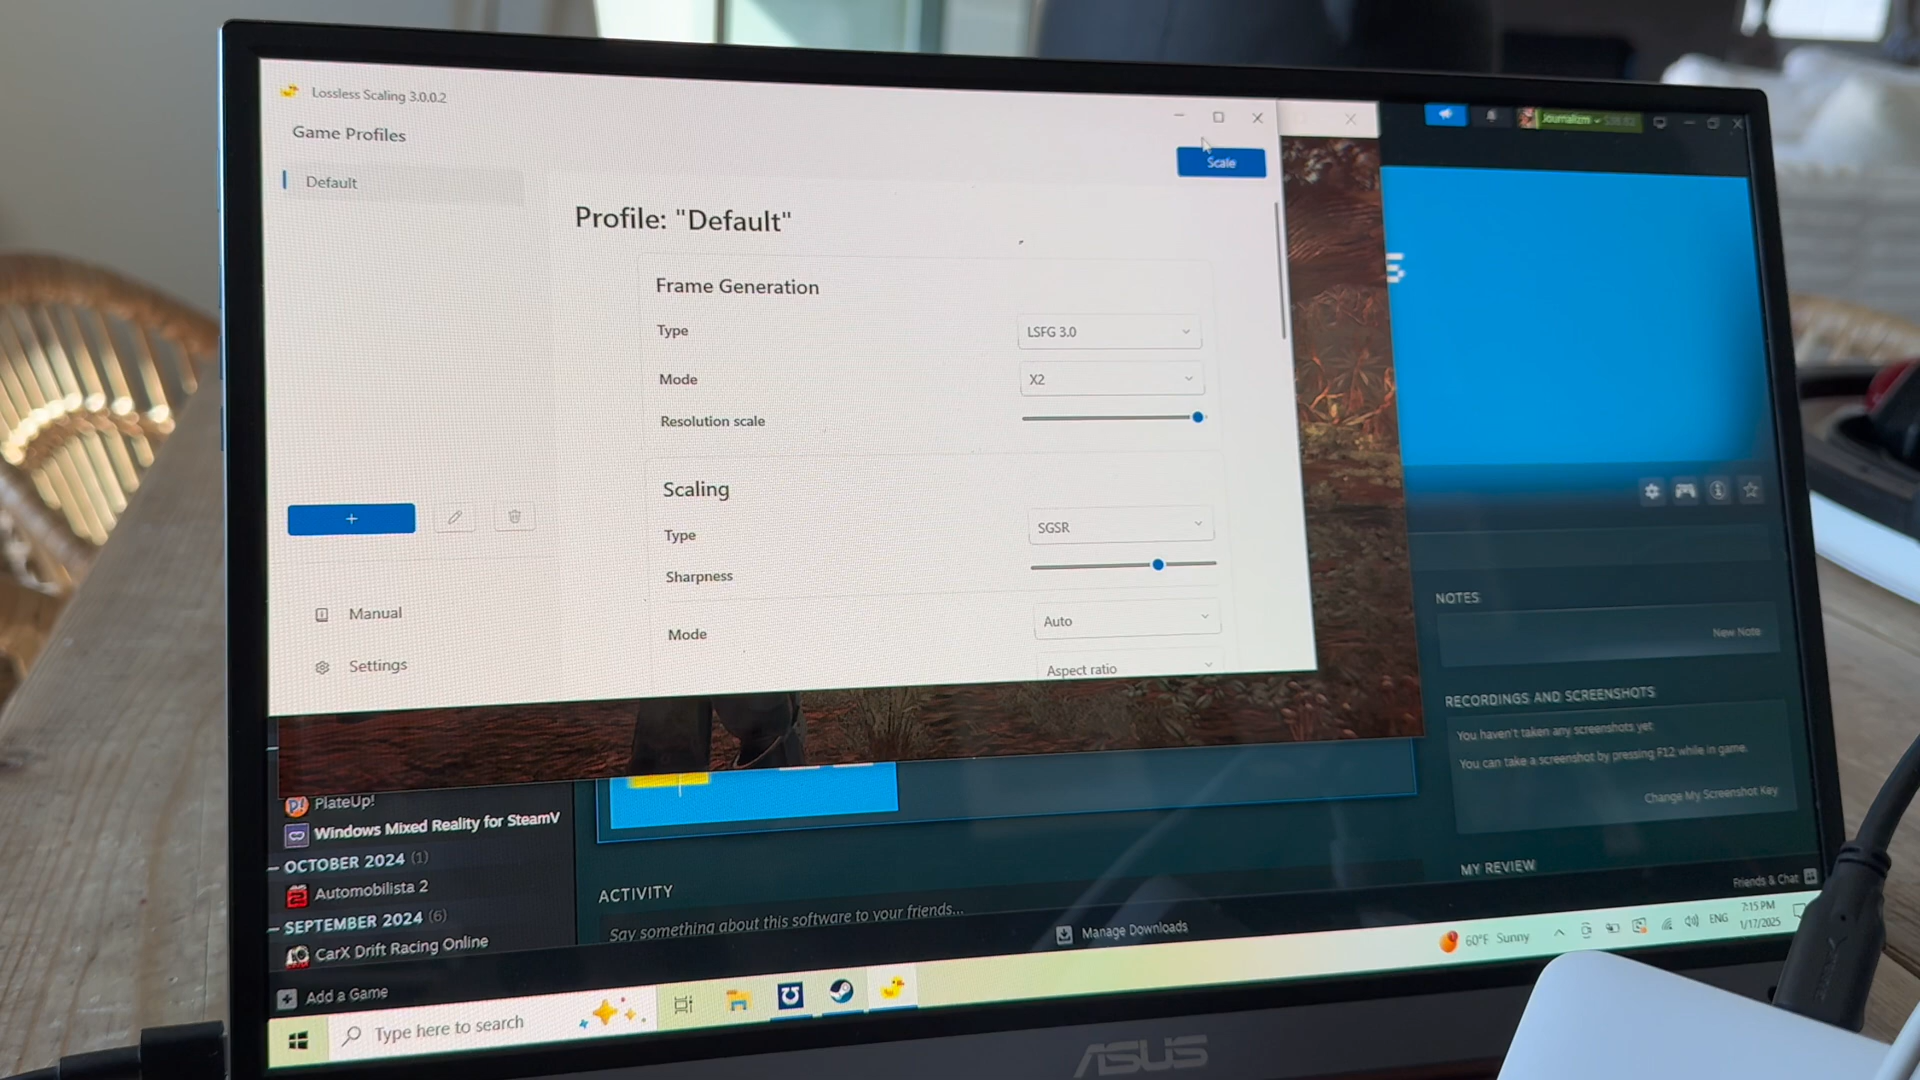 Lossless Scaling 3.0.0.2
Game Profiles
Default
Scale
Profile: "Default"
Frame Generation
Type
LSFG 3.0
Mode
X2
Resolution scale
Scaling
Type
SGSR
Sharpness
Mode
Auto
Aspect ratio
+
Manual
Settings
Journalizm
S
NOTES
New Note
RECORDINGS AND SCREENSHOTS
You haven't taken any screenshots yet
You can take a screenshot by pressing F12 while in game.
Change My Screenshot Key
MY REVIEW
PlateUp!
Windows Mixed Reality for SteamV
— OCTOBER 2024 (1)
Automobilista 2
— SEPTEMBER 2024 (6)
CarX Drift Racing Online
ACTIVITY
Say something about this software to your friends...
Add a Game
Manage Downloads
Friends & Chat
Type here to search
60°F Sunny
ENG
7:15 PM
1/17/2025
ASUS